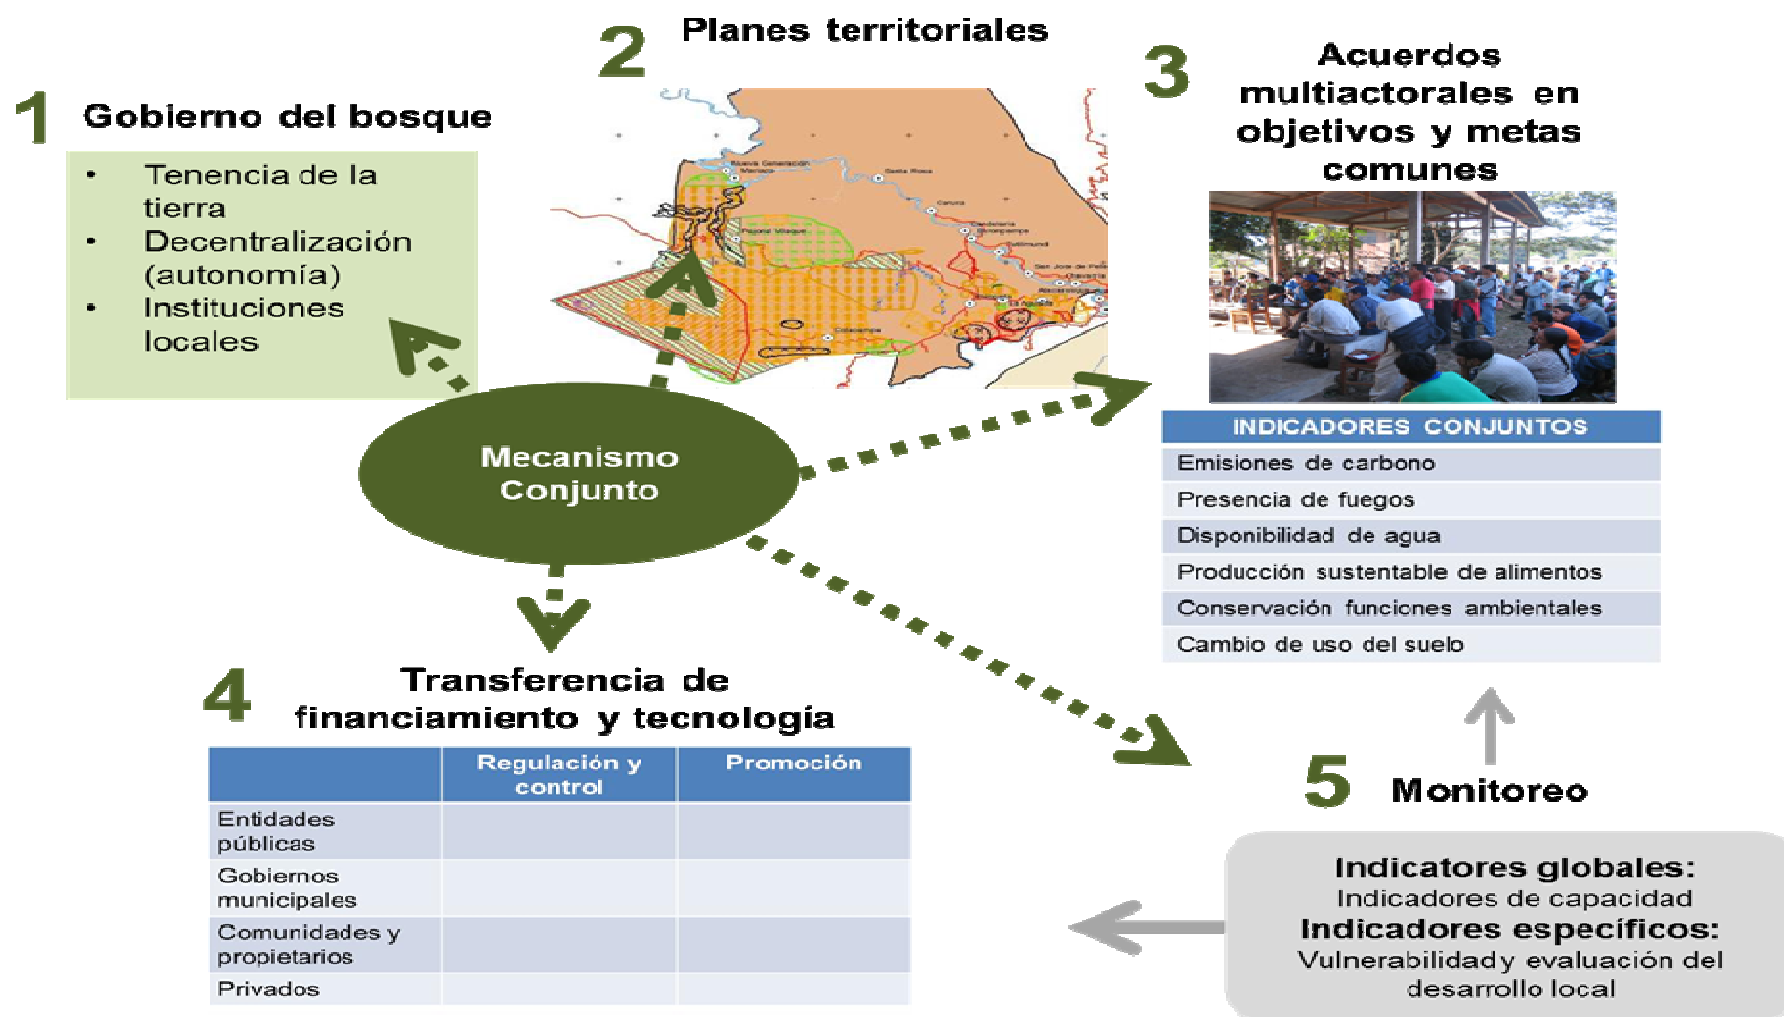 1
Gobierno del bosque
• Tenencia de la
tierra
• Decentralización
(autonomía)
• Instituciones
locales
2
Planes territoriales
Nueva Generación
Santa Rosa
3
Acuerdos
multiactorales en
objetivos y metas
comunes
INDICADORES CONJUNTOS
Emisiones de carbono
Presencia de fuegos
Disponibilidad de agua
Producción sustentable de alimentos
Conservación funciones ambientales
Cambio de uso del suelo
Mecanismo
Conjunto
4
Transferencia de
financiamiento y tecnología
Regulación y
control
Promoción
Entidades
públicas
Gobiernos
municipales
Comunidades y
propietarios
Privados
5
Monitoreo
Indicatores globales:
Indicadores de capacidad
Indicadores específicos:
Vulnerabilidad y evaluación del
desarrollo local